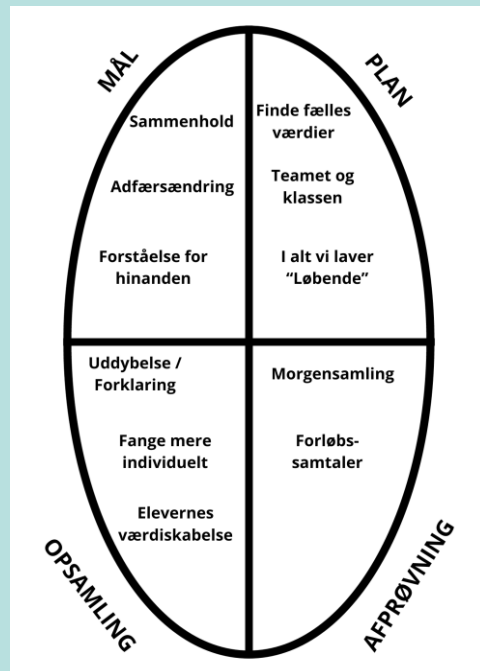 MÅL
Sammenhold
Adfærsændring
Forståelse for
hinanden
PLAN
Finde fælles
værdier
Teamet og
klassen
I alt vi laver
“Løbende”
Uddybelse /
Forklaring
Fange mere
individuelt
Elevernes
værdiskabelse
OPSAMLING
Morgensamling
Forløbs-
samtaler
AFPRØVNING